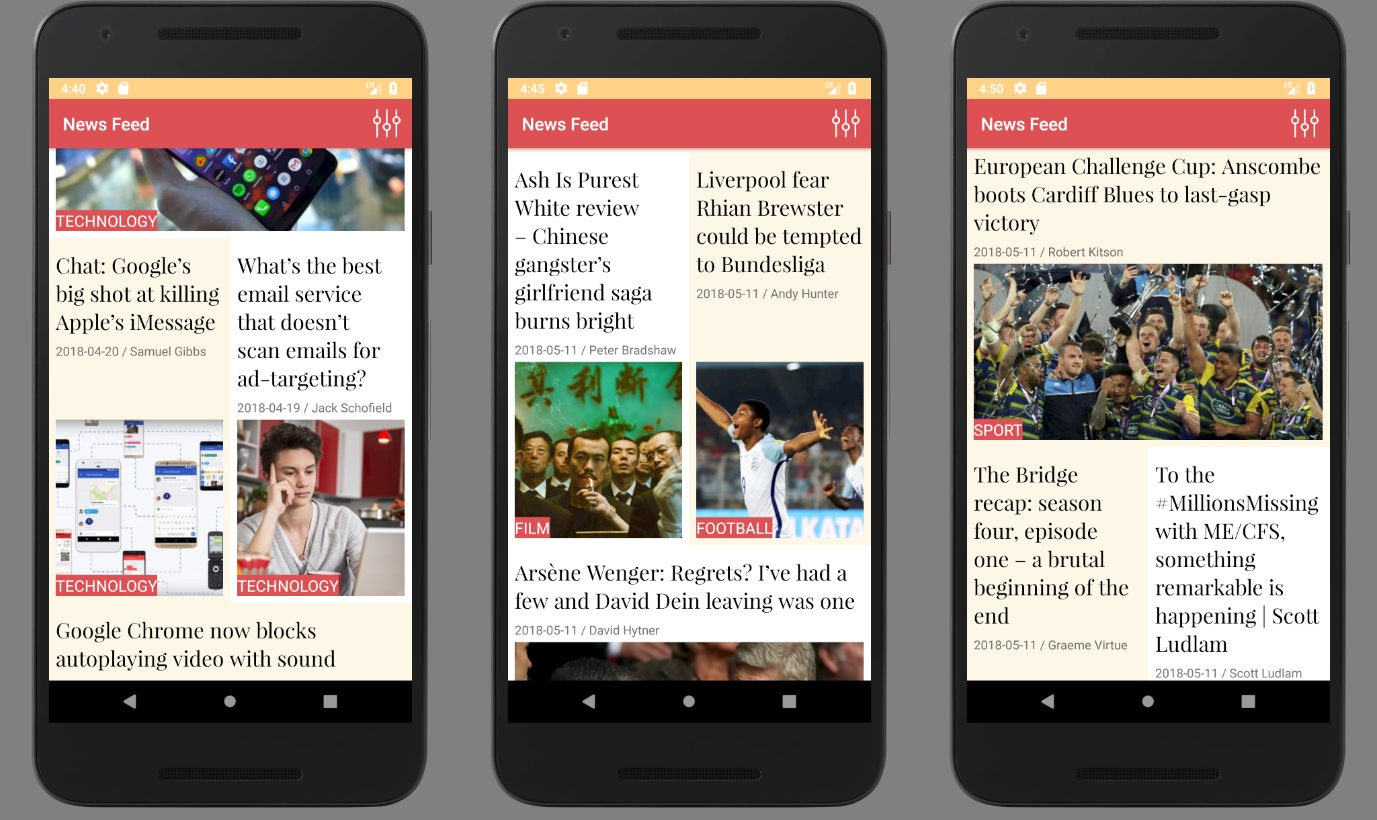 4:40
News Feed
TECHNOLOGY
Chat: Google’s
big shot at killing
Apple’s iMessage
2018-04-20 / Samuel Gibbs
TECHNOLOGY
What’s the best
email service
that doesn’t
scan emails for
ad-targeting?
2018-04-19 / Jack Schofield
TECHNOLOGY
Google Chrome now blocks
autoplaying video with sound
4:45
News Feed
Ash Is Purest
White review
– Chinese
gangster’s
girlfriend saga
burns bright
2018-05-11 / Peter Bradshaw
其利斷
FILM
Liverpool fear
Rhian Brewster
could be tempted
to Bundesliga
2018-05-11 / Andy Hunter
FOOTBALL
Arsène Wenger: Regrets? I’ve had a
few and David Dein leaving was one
2018-05-11 / David Hytner
4:50
News Feed
European Challenge Cup: Anscombe
boots Cardiff Blues to last-gasp
victory
2018-05-11 / Robert Kitson
SPORT
The Bridge
recap: season
four, episode
one – a brutal
beginning of the
end
2018-05-11 / Graeme Virtue
To the
#MillionsMissing
with ME/CFS,
something
remarkable is
happening | Scott
Ludlam
2018-05-11 / Scott Ludlam